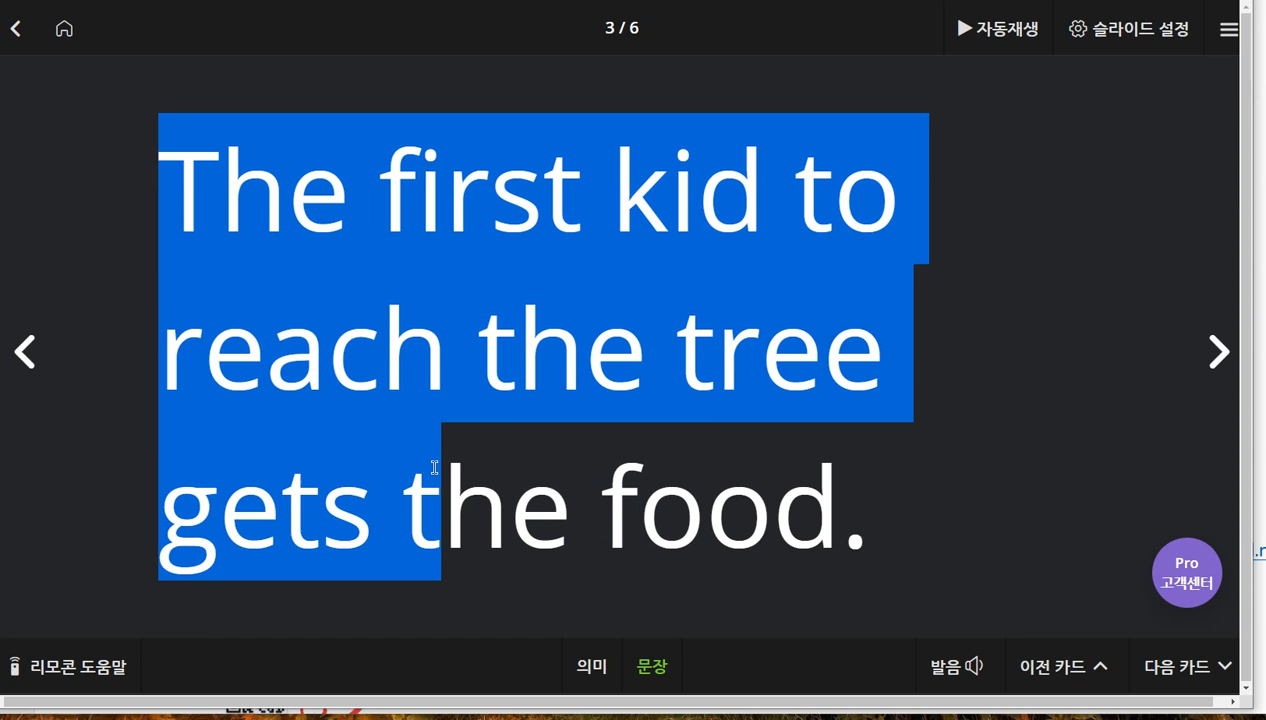 3 / 6
자동재생
슬라이드 설정
The first kid to
reach the tree
gets the food.
Pro
고객센터
리모콘 도움말
의미
문장
발음
이전 카드
다음 카드